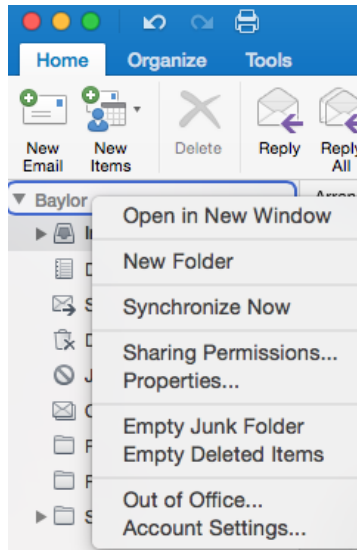 Home Organize Tools
New Email
New Items
Delete
Reply
Reply All
Baylor
Open in New Window
New Folder
Synchronize Now
Sharing Permissions...
Properties...
Empty Junk Folder
Empty Deleted Items
Out of Office...
Account Settings...